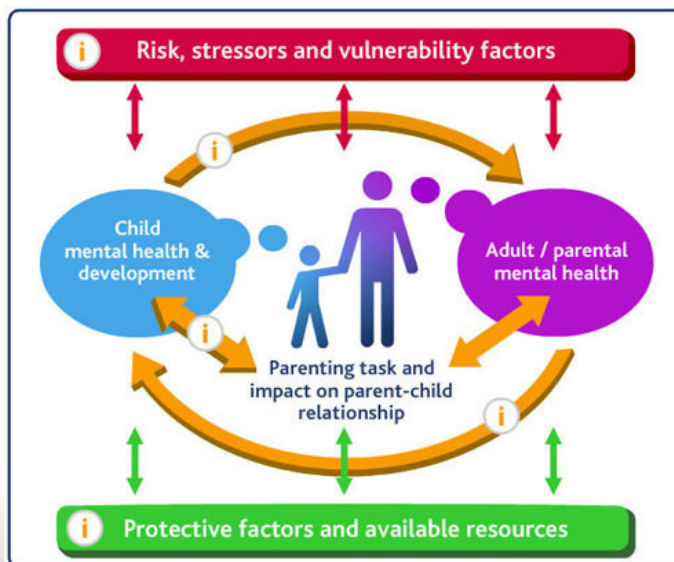 i Risk, stressors and vulnerability factors
i
Child
mental health &
development
Adult / parental
mental health
i
Parenting task and
impact on parent-child
relationship
i
i Protective factors and available resources